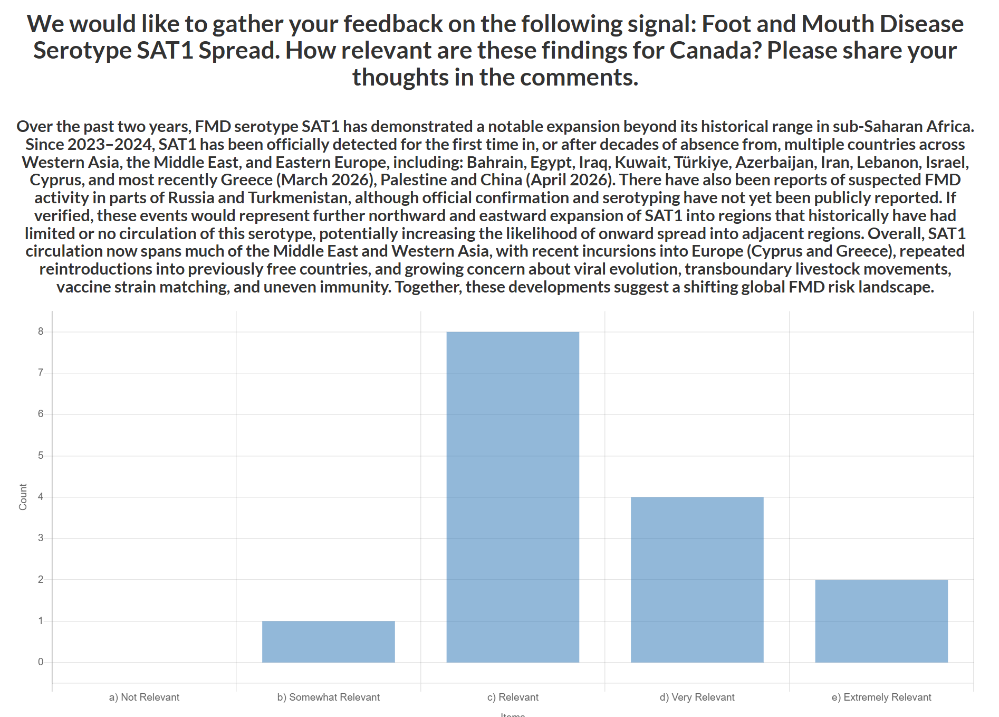 We would like to gather your feedback on the following signal: Foot and Mouth Disease
Serotype SAT1 Spread. How relevant are these findings for Canada? Please share your
thoughts in the comments.
Over the past two years, FMD serotype SAT1 has demonstrated a notable expansion beyond its historical range in sub-Saharan Africa.
Since 2023–2024, SAT1 has been officially detected for the first time in, or after decades of absence from, multiple countries across
Western Asia, the Middle East, and Eastern Europe, including: Bahrain, Egypt, Iraq, Kuwait, Türkiye, Azerbaijan, Iran, Lebanon, Israel,
Cyprus, and most recently Greece (March 2026), Palestine and China (April 2026). There have also been reports of suspected FMD
activity in parts of Russia and Turkmenistan, although official confirmation and serotyping have not yet been publicly reported. If
verified, these events would represent further northward and eastward expansion of SAT1 into regions that historically have had
limited or no circulation of this serotype, potentially increasing the likelihood of onward spread into adjacent regions. Overall, SAT1
circulation now spans much of the Middle East and Western Asia, with recent incursions into Europe (Cyprus and Greece), repeated
reintroductions into previously free countries, and growing concern about viral evolution, transboundary livestock movements,
vaccine strain matching, and uneven immunity. Together, these developments suggest a shifting global FMD risk landscape.
8
7
6
5
4
3
2
1
0
Count
a) Not Relevant
b) Somewhat Relevant
c) Relevant
d) Very Relevant
e) Extremely Relevant
Items